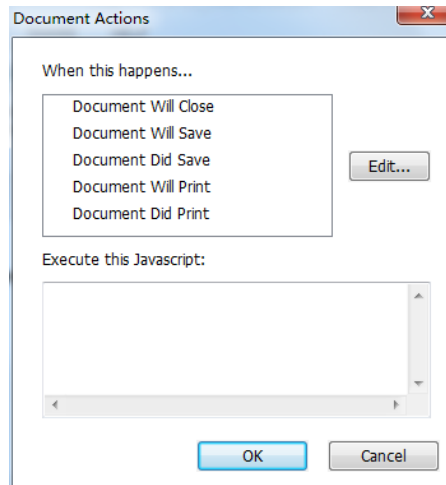 Document Actions
When this happens...
Document Will Close
Document Will Save
Document Did Save
Document Will Print
Document Did Print
Edit...
Execute this Javascript:
OK
Cancel